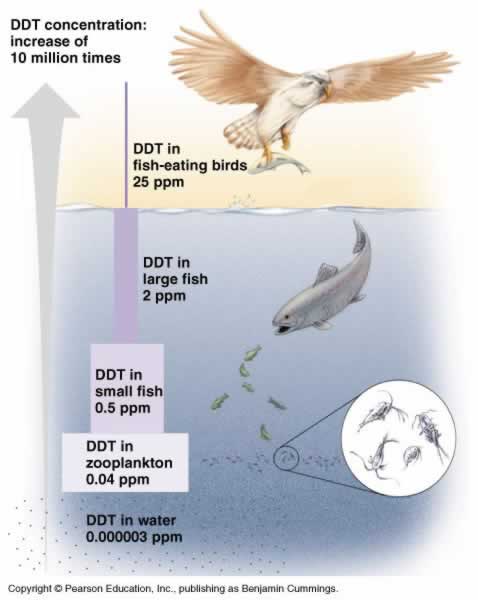 DDT concentration:
increase of
10 million times
DDT in
fish-eating birds
25 ppm
DDT in
large fish
2 ppm
DDT in
small fish
0.5 ppm
DDT in
zooplankton
0.04 ppm
DDT in water
0.000003 ppm
Copyright © Pearson Education, Inc., publishing as Benjamin Cummings.